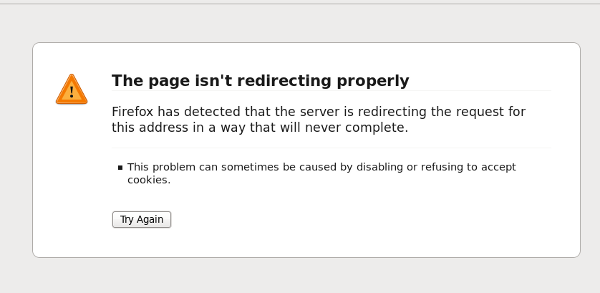 The page isn't redirecting properly
Firefox has detected that the server is redirecting the request for
this address in a way that will never complete.
▪ This problem can sometimes be caused by disabling or refusing to accept
cookies.
Try Again